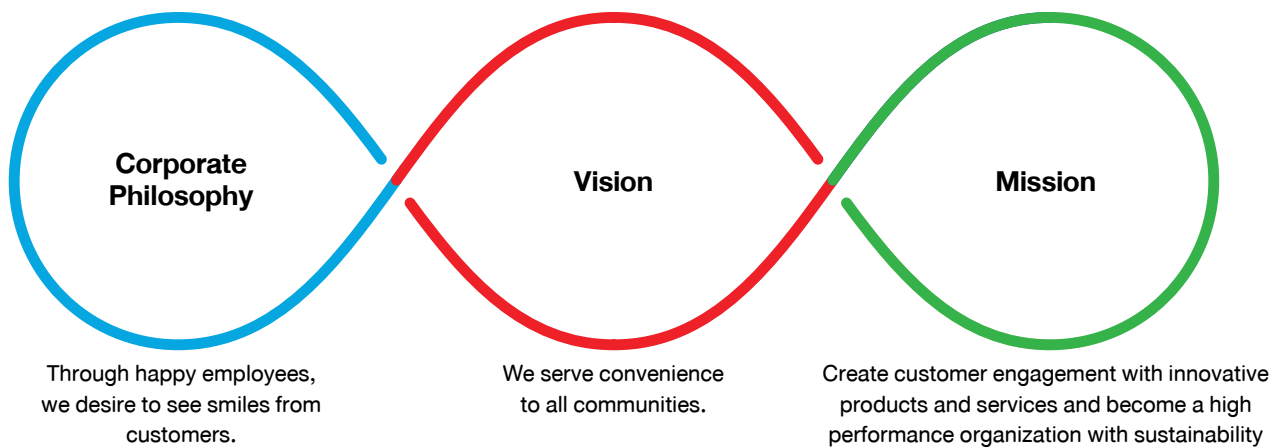 Corporate
Philosophy
Through happy employees,
we desire to see smiles from
customers.
Vision
We serve convenience
to all communities.
Mission
Create customer engagement with innovative
products and services and become a high
performance organization with sustainability